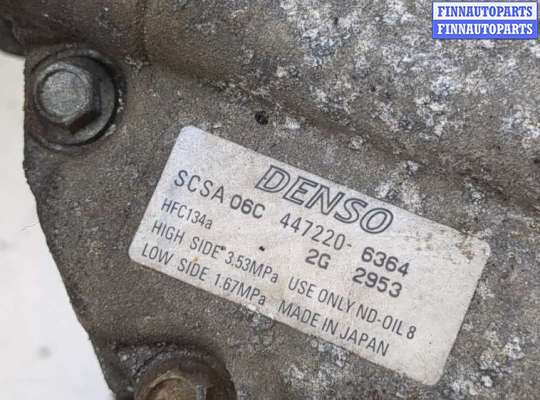 FINNAUTOPARTS
FINNAUTOPARTS
DENSO
SCSA 06C 447220-6364
HFC134a 2G 2953
HIGH SIDE 3.53MPa USE ONLY ND-OIL 8
LOW SIDE 1.67MPa MADE IN JAPAN